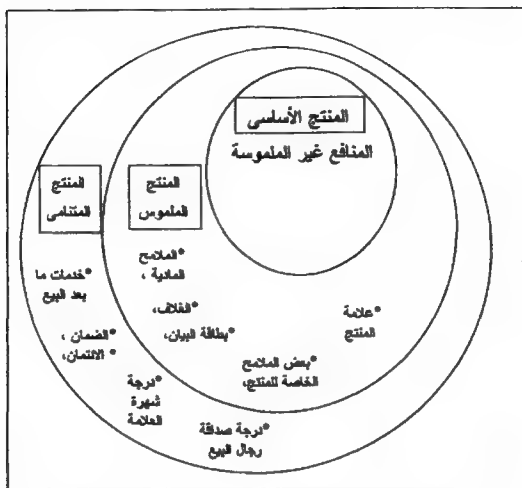 المنتج الأساسى
المنافع غير الملموسة
المنتج
الملموس
المنتج
المتنامى
*الملامح
المادية ،
*الغلاف،
*بطاقة البيان،
*علامة
المنتج
*بعض الملامح
الخاصة للمنتج،
*خدمات ما
بعد البيع
*الضمان ،
* الائتمان،
*درجة
شهرة
العلامة
*درجة صداقة
رجال البيع